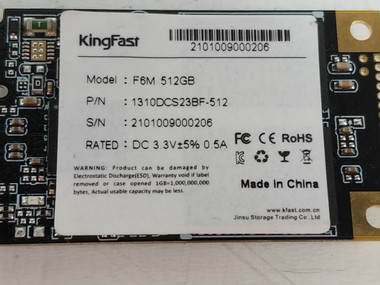 KingFast
2101009000206
Model : F6M 512GB
P/N : 1310DCS23BF-512
S/N : 2101009000206
RATED : DC 3.3V±5% 0.5A
FC CE RoHS
WARNING: Product can be damaged by
Electrostatic Discharge(ESD), Warranty void if label
removed or case opened 1GB=1,000,000,000
bytes, Actual usable capacity may be less.
Made in China
www.kfast.com.cn
Jinsu Storage Trading Co.,Ltd